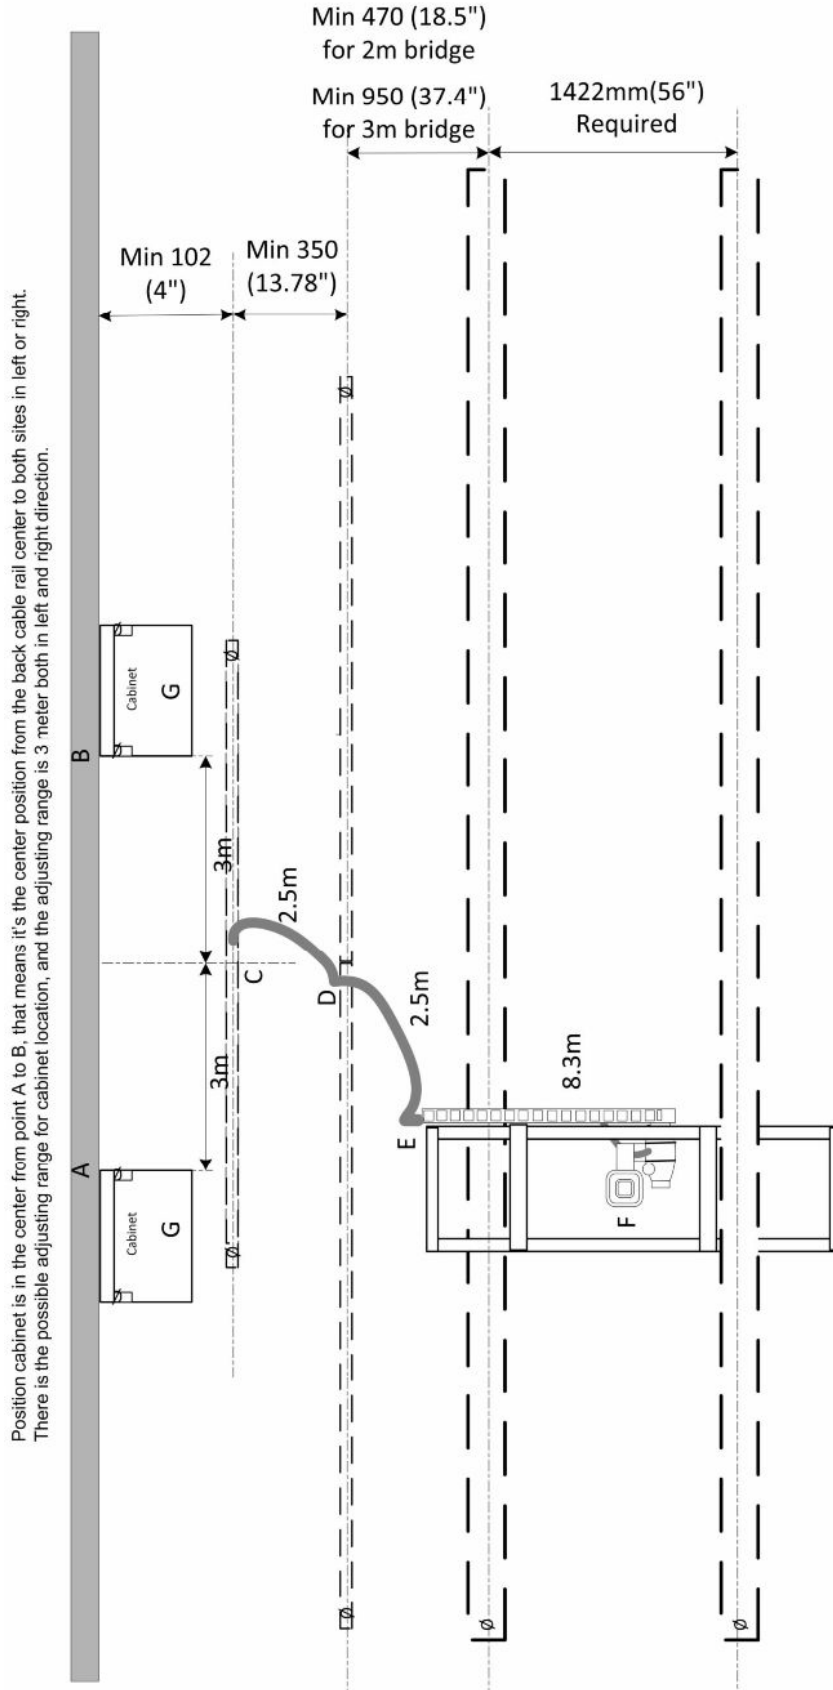 Min 470 (18.5")
for 2m bridge
Min 950 (37.4")
for 3m bridge
1422mm(56")
Required
Min 102
(4")
Min 350
(13.78")
Position cabinet is in the center from point A to B, that means it's the center position from the back cable rail center to both sites in left or right.
There is the possible adjusting range for cabinet location, and the adjusting range is 3 meter both in left and right direction.
B
Cabinet
G
Ø
Ø
Ø
Ø
3m
2.5m
C
D
3m
2.5m
8.3m
E
A
Cabinet
G
Ø
Ø
F
Ø
Ø
Ø
Ø